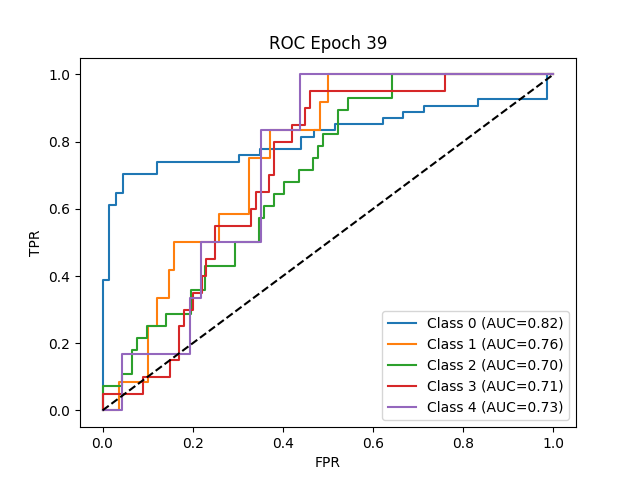 ROC Epoch 39
TPR
1.0
0.8
0.6
0.4
0.2
0.0
Class 0 (AUC=0.82)
Class 1 (AUC=0.76)
Class 2 (AUC=0.70)
Class 3 (AUC=0.71)
Class 4 (AUC=0.73)
0.0 0.2 0.4 0.6 0.8 1.0
FPR